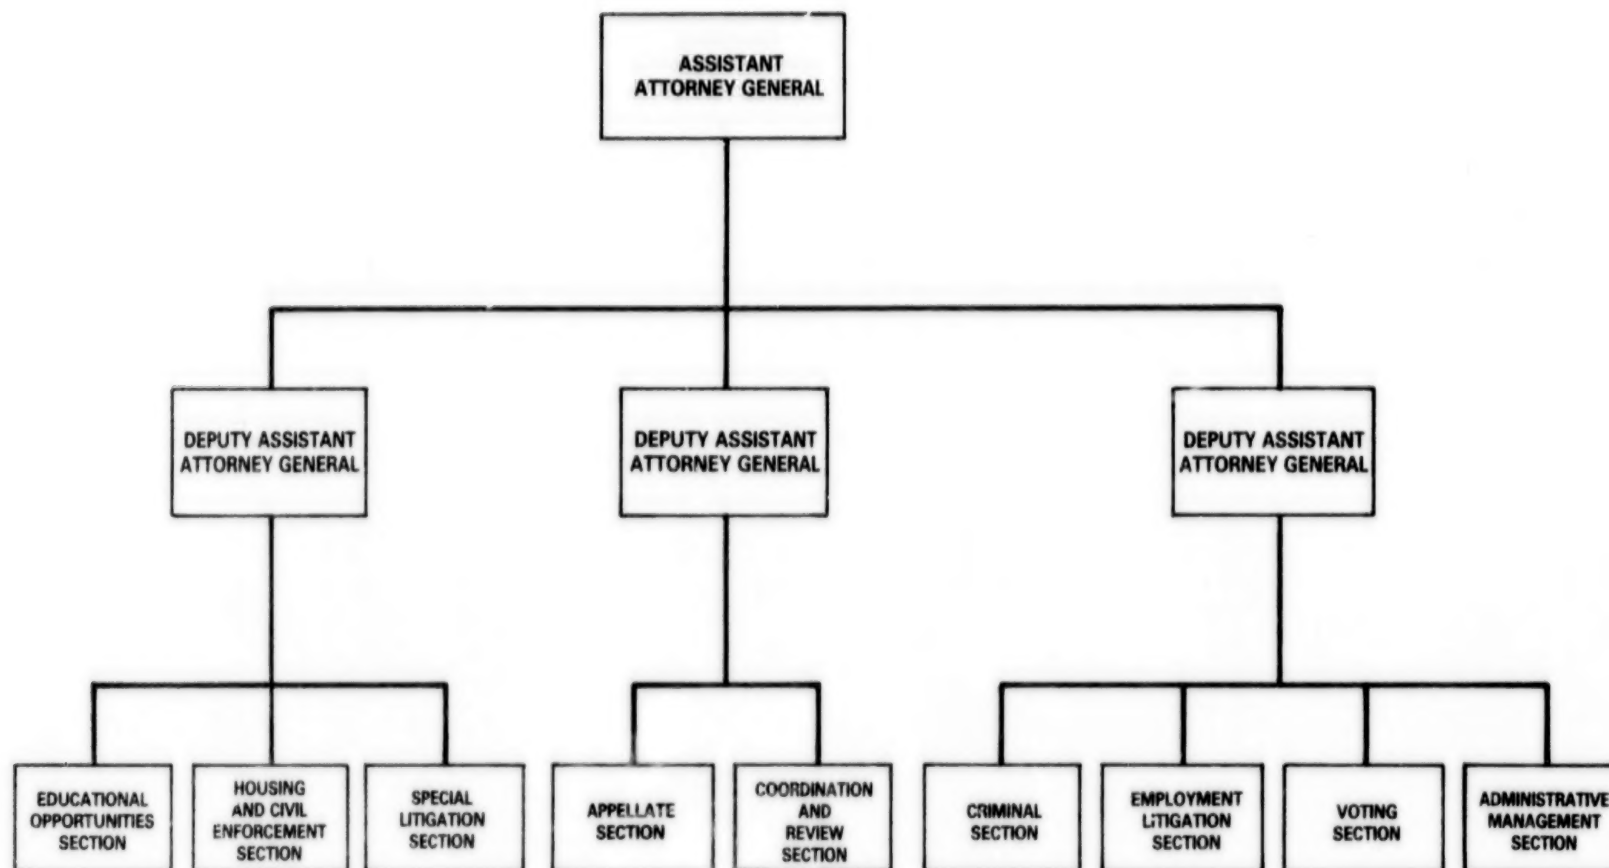 ASSISTANT
ATTORNEY GENERAL
DEPUTY ASSISTANT
ATTORNEY GENERAL
DEPUTY ASSISTANT
ATTORNEY GENERAL
DEPUTY ASSISTANT
ATTORNEY GENERAL
EDUCATIONAL
OPPORTUNITIES
SECTION
HOUSING
AND CIVIL
ENFORCEMENT
SECTION
SPECIAL
LITIGATION
SECTION
APPELLATE
SECTION
COORDINATION
AND
REVIEW
SECTION
CRIMINAL
SECTION
EMPLOYMENT
LITIGATION
SECTION
VOTING
SECTION
ADMINISTRATIVE
MANAGEMENT
SECTION